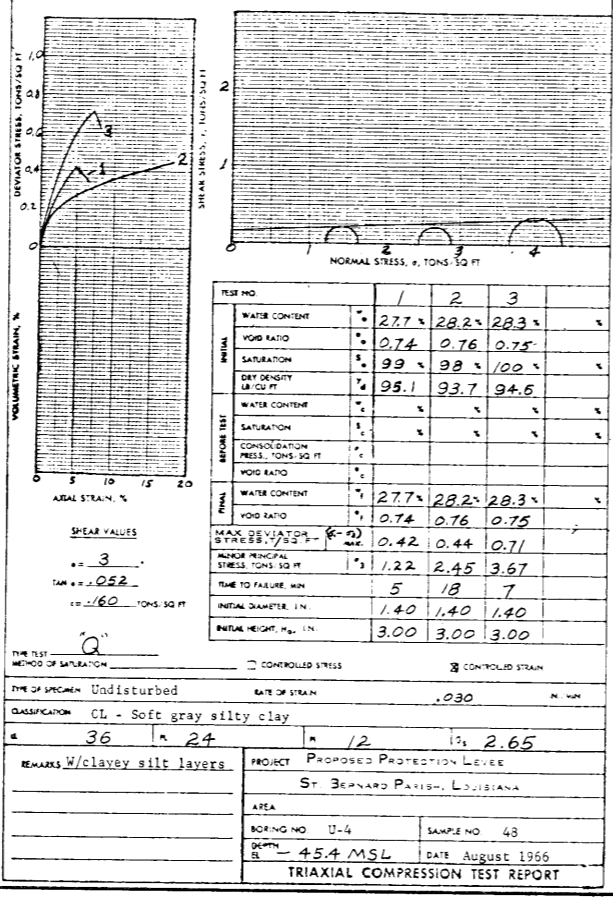 DEVIATOR STRESS, TONS/SQ FT
1.0
0.8
0.6
0.4
0.2
0
3
1
2
VOLUMETRIC STRAIN, %
0 5 10 15 20
AXIAL STRAIN, %
SHEAR STRESS, τ, TONS/SQ FT
2
1
0 1 2 3 4
NORMAL STRESS, σ, TONS/SQ FT
SHEAR VALUES
ø = 3 °
TAN ø = .052
c = .160 TONS/SQ FT
TEST NO. 1 2 3
INITIAL
WATER CONTENT w o 27.7 % 28.2 % 28.3 % %
VOID RATIO e o 0.74 0.76 0.75
SATURATION S o 99 % 98 % 100 % %
DRY DENSITY LB/CU FT γ d 95.1 93.7 94.6
BEFORE TEST
WATER CONTENT w c % % % %
SATURATION S c % % % %
CONSOLIDATION PRESS., TONS/SQ FT c
VOID RATIO e c
FINAL
WATER CONTENT w f 27.7 % 28.2 % 28.3 % %
VOID RATIO e f 0.74 0.76 0.75
MAX DEVIATOR STRESS, T/SQ. FT (σ1 - σ3) MAX. 0.42 0.44 0.71
MINOR PRINCIPAL STRESS, TONS/SQ FT σ 3 1.22 2.45 3.67
TIME TO FAILURE, MIN 5 18 7
INITIAL DIAMETER, IN. 1.40 1.40 1.40
INITIAL HEIGHT, Ho, IN. 3.00 3.00 3.00
TYPE TEST "Q"
METHOD OF SATURATION CONTROLLED STRESS CONTROLLED STRAIN
TYPE OF SPECIMEN Undisturbed RATE OF STRAIN .030 IN./MIN
CLASSIFICATION CL - Soft gray silty clay
LL 36 PL 24 PI 12 Gs 2.65
REMARKS W/clayey silt layers
PROJECT PROPOSED PROTECTION LEVEE
ST. BERNARD PARISH, LOUISIANA
AREA
BORING NO. U-4 SAMPLE NO. 48
DEPTH EL - 45.4 MSL DATE August 1966
TRIAXIAL COMPRESSION TEST REPORT